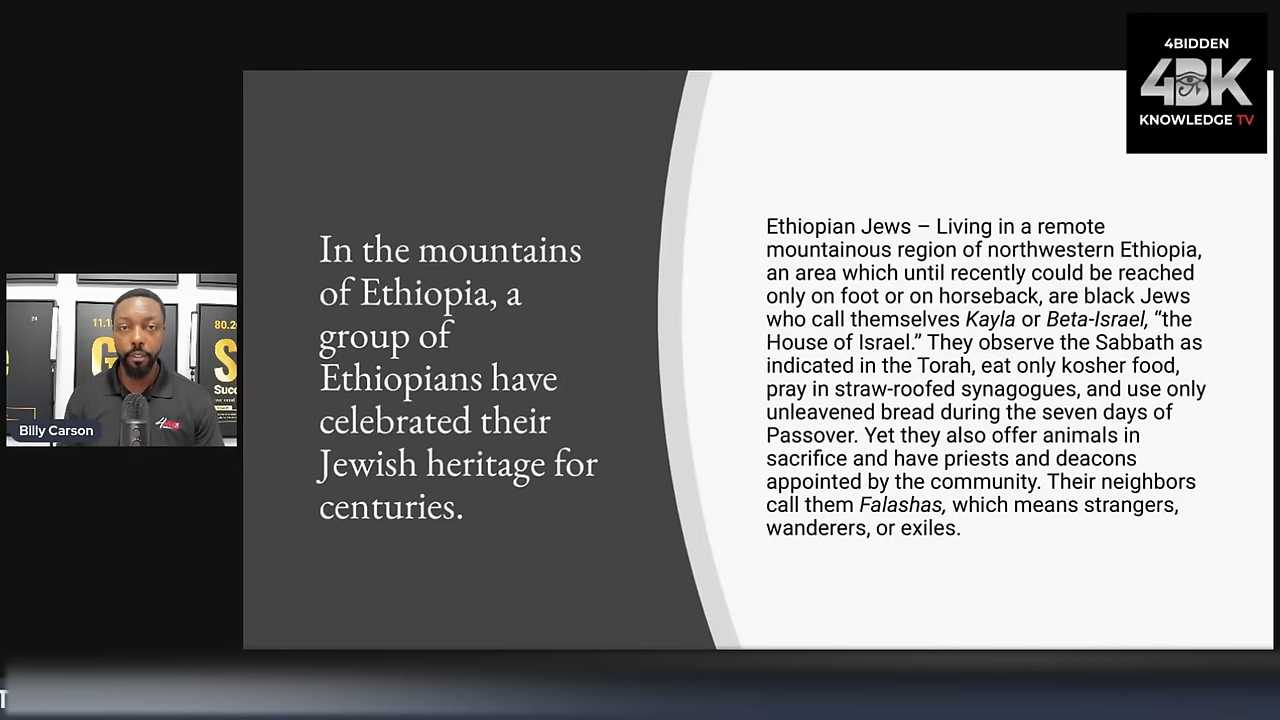 4BIDDEN
4BK
KNOWLEDGE TV
In the mountains
of Ethiopia, a
group of
Ethiopians have
celebrated their
Jewish heritage for
centuries.
Ethiopian Jews – Living in a remote
mountainous region of northwestern Ethiopia,
an area which until recently could be reached
only on foot or on horseback, are black Jews
who call themselves Kayla or Beta-Israel, “the
House of Israel.” They observe the Sabbath as
indicated in the Torah, eat only kosher food,
pray in straw-roofed synagogues, and use only
unleavened bread during the seven days of
Passover. Yet they also offer animals in
sacrifice and have priests and deacons
appointed by the community. Their neighbors
call them Falashas, which means strangers,
wanderers, or exiles.
Billy Carson